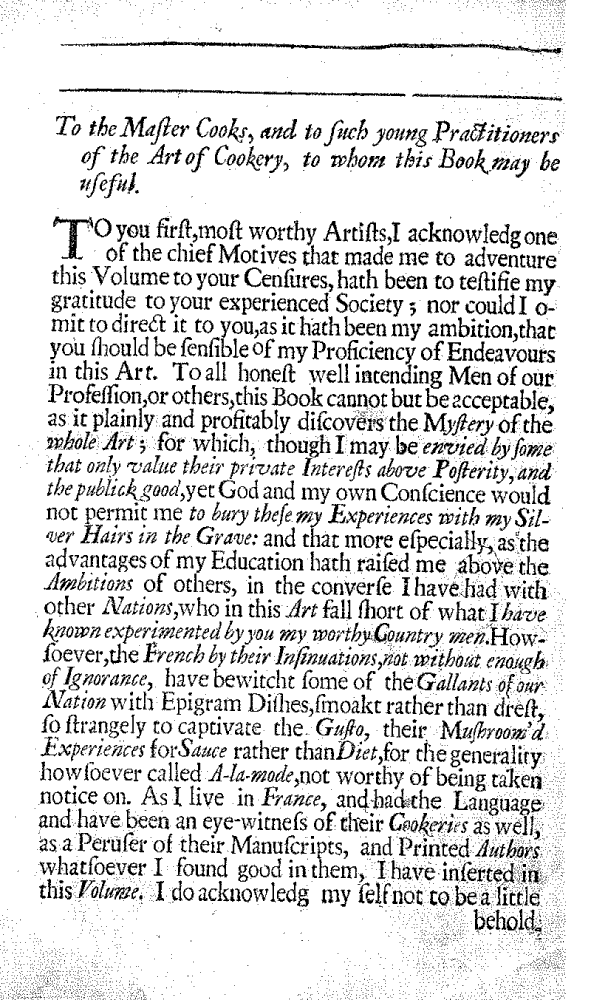 To the Maſter Cooks, and to ſuch young Practitioners
of the Art of Cookery, to whom this Book may be
uſeful.
TO you firſt, moſt worthy Artiſts, I acknowledg one
of the chief Motives that made me to adventure
this Volume to your Cenſures, hath been to teſtifie my
gratitude to your experienced Society; nor could I o-
mit to direct it to you, as it hath been my ambition, that
you ſhould be ſenſible of my Proficiency of Endeavours
in this Art. To all honeſt well intending Men of our
Profeſſion, or others, this Book cannot but be acceptable,
as it plainly and profitably diſcovers the Myſtery of the
whole Art; for which, though I may be envied by ſome
that only value their private Intereſts above Poſterity, and
the publick good, yet God and my own Conſcience would
not permit me to bury theſe my Experiences with my Sil-
ver Hairs in the Grave: and that more eſpecially, as the
advantages of my Education hath raiſed me above the
Ambitions of others, in the converſe I have had with
other Nations, who in this Art fall ſhort of what I have
known experimented by you my worthy Country men. How-
ſoever, the French by their Inſinuations, not without enough
of Ignorance, have bewitcht ſome of the Gallants of our
Nation with Epigram Diſhes, ſmoakt rather than dreſt,
ſo ſtrangely to captivate the Guſto, their Muſhroom'd
Experiences for Sauce rather than Diet, for the generality
howſoever called A-la-mode, not worthy of being taken
notice on. As I live in France, and had the Language
and have been an eye-witneſs of their Cookeries as well,
as a Peruſer of their Manuſcripts, and Printed Authors
whatſoever I found good in them, I have inſerted in
this Volume. I do acknowledg my ſelf not to be a little
behold.